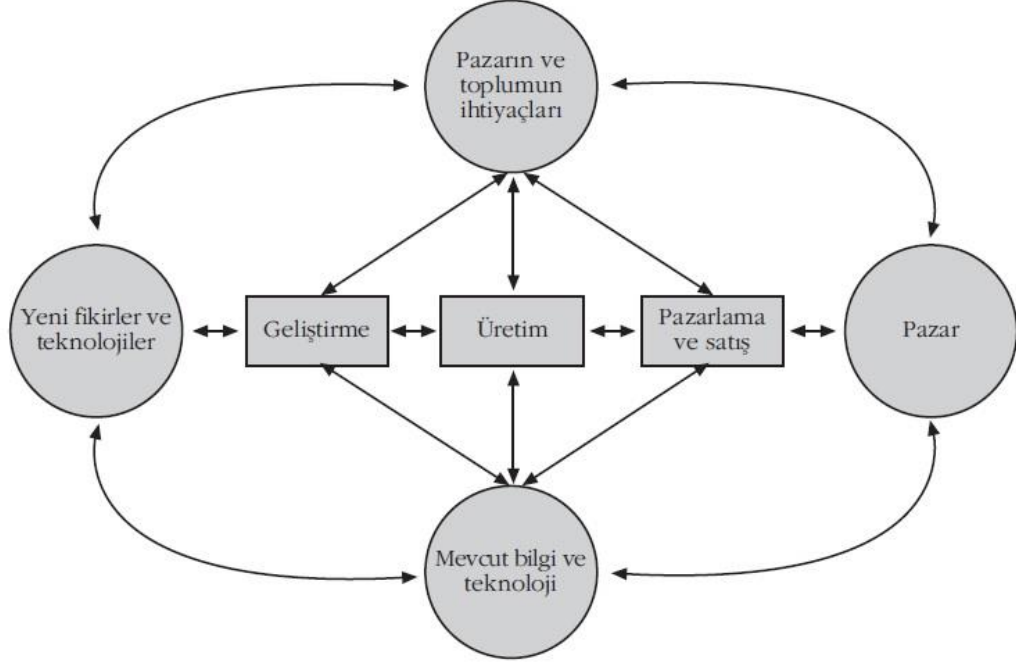 Pazarın ve
toplumun
ihtiyaçları
Yeni fikirler ve
teknolojiler
Geliştirme
Üretim
Pazarlama
ve satış
Pazar
Mevcut bilgi ve
teknoloji